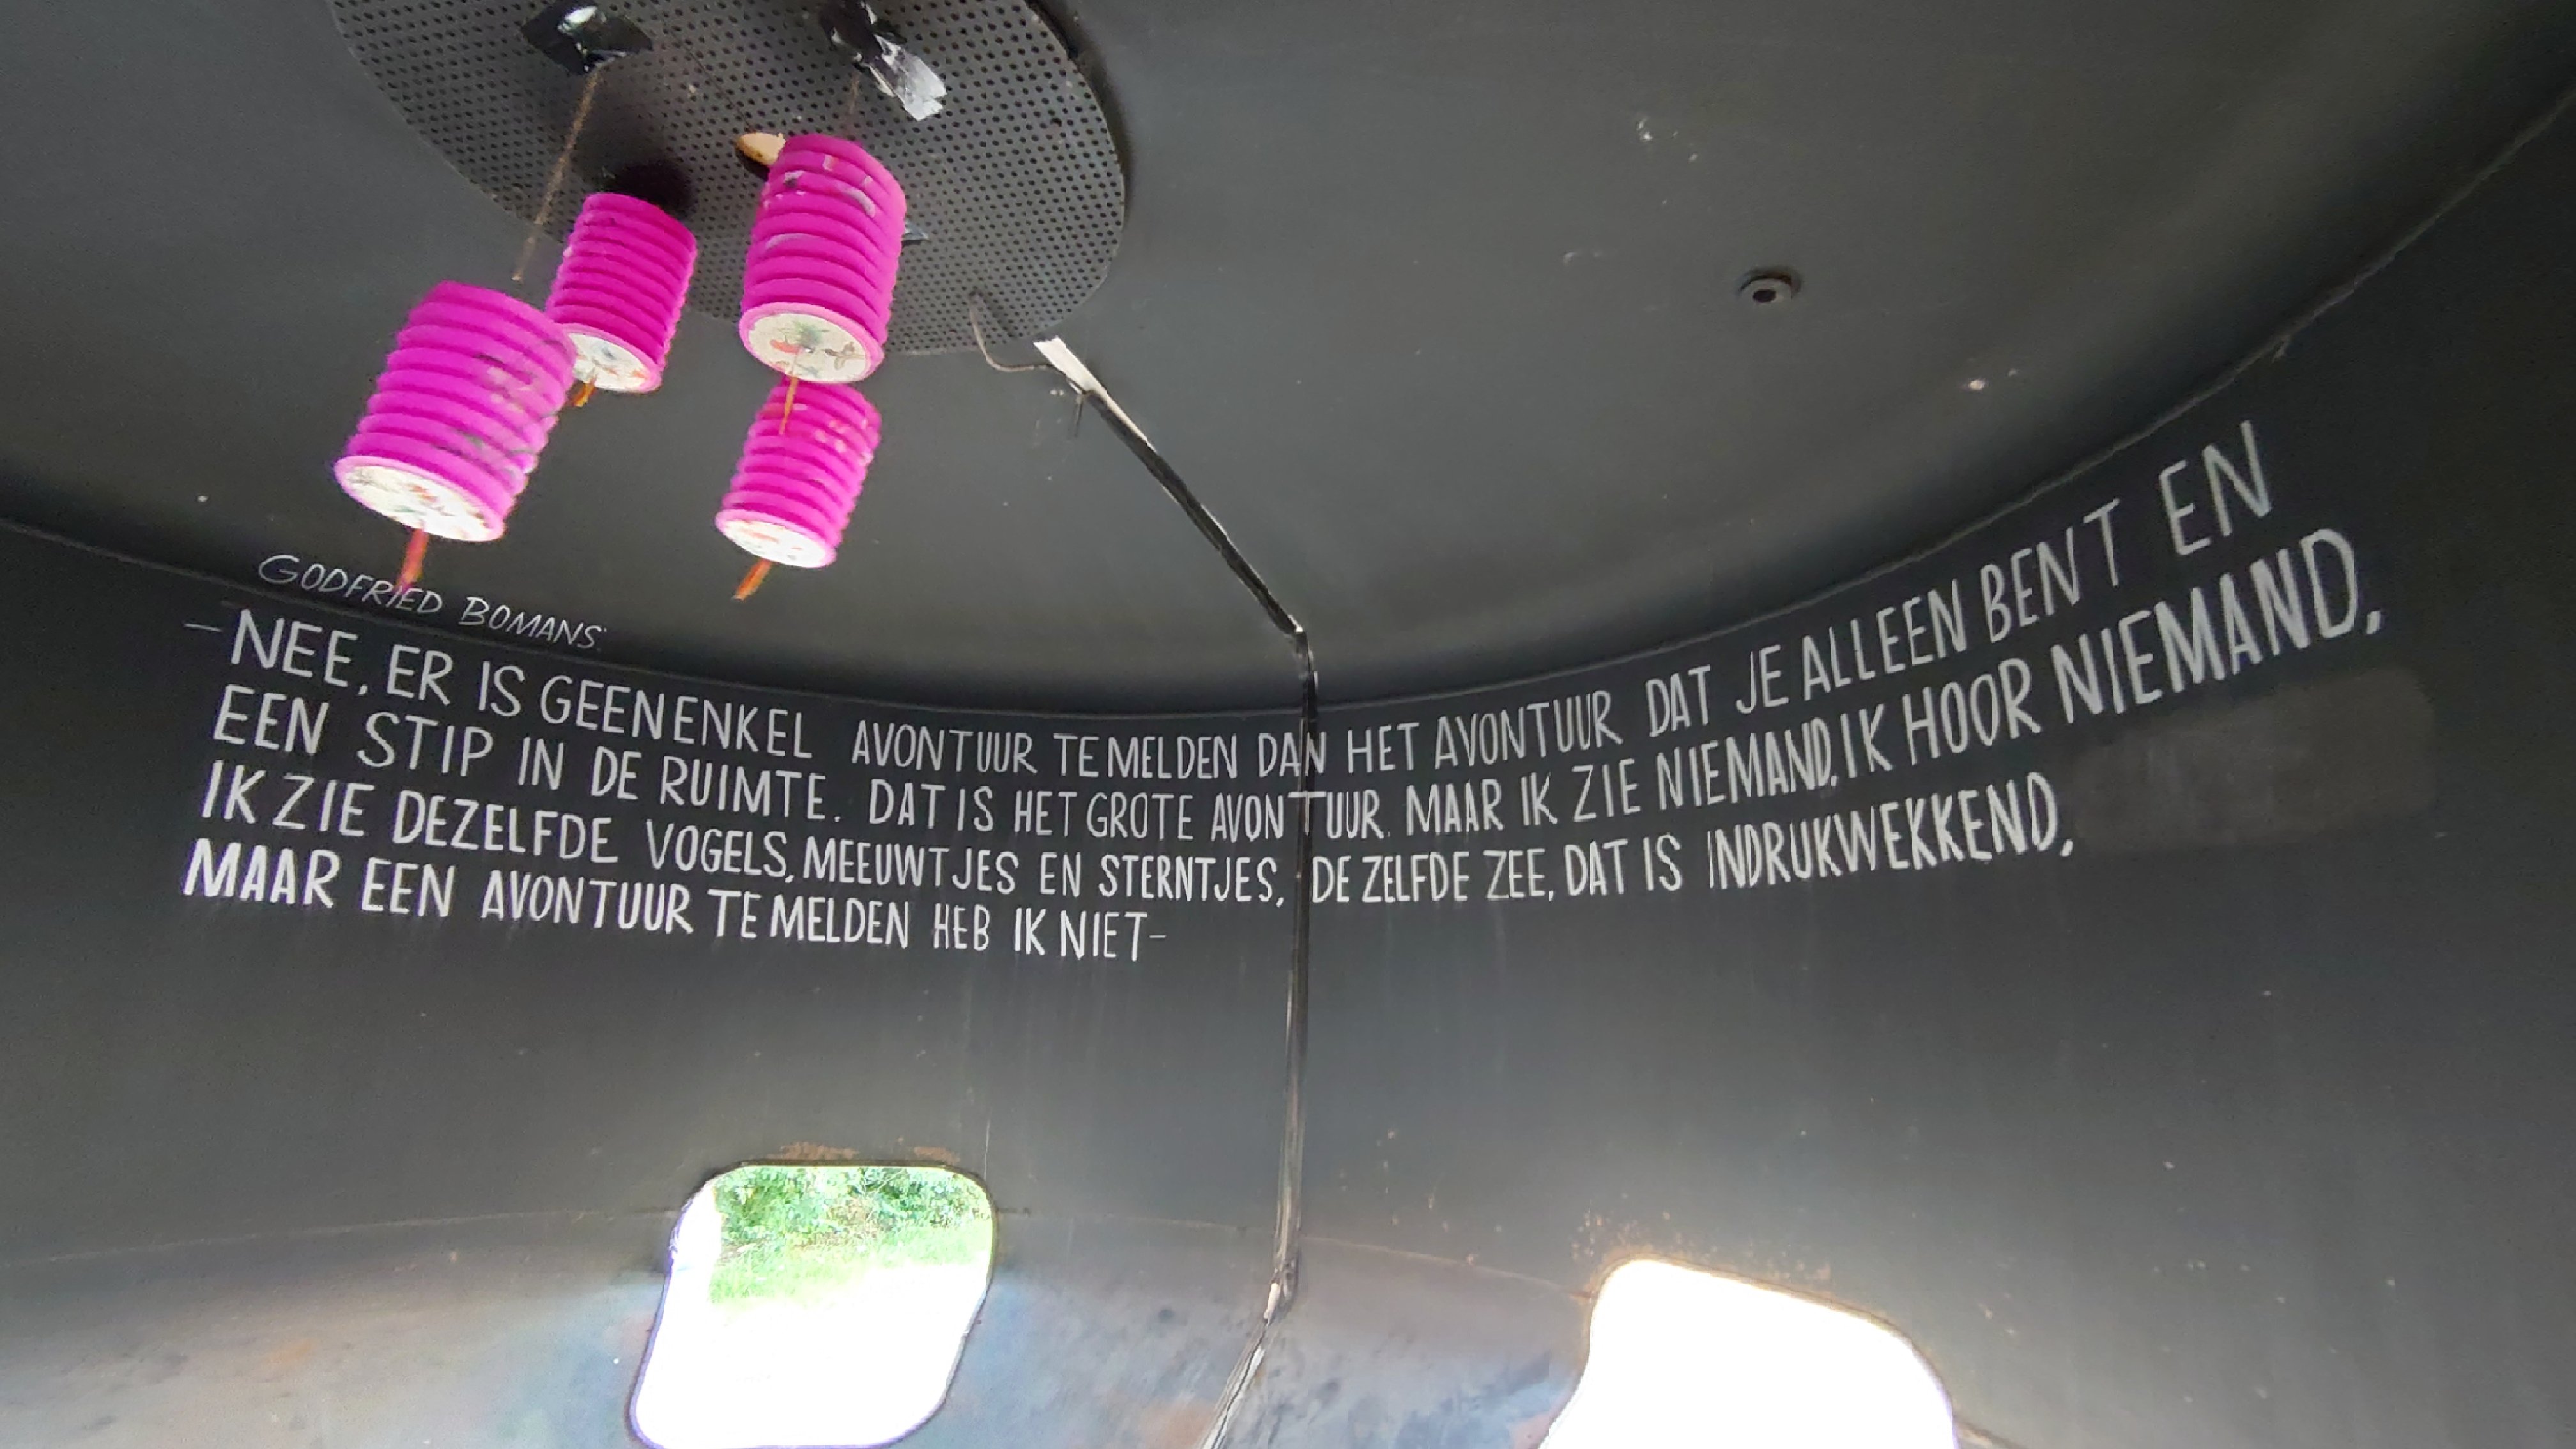 GODFRIED BOMANS:
-NEE, ER IS GEEN ENKEL AVONTUUR TE MELDEN DAN HET AVONTUUR DAT JE ALLEEN BENT EN
EEN STIP IN DE RUIMTE. DAT IS HET GROTE AVONTUUR. MAAR IK ZIE NIEMAND, IK HOOR NIEMAND,
IK ZIE DEZELFDE VOGELS, MEEUWTJES EN STERNTJES, DE ZELFDE ZEE, DAT IS INDRUKWEKKEND,
MAAR EEN AVONTUUR TE MELDEN HEB IK NIET-